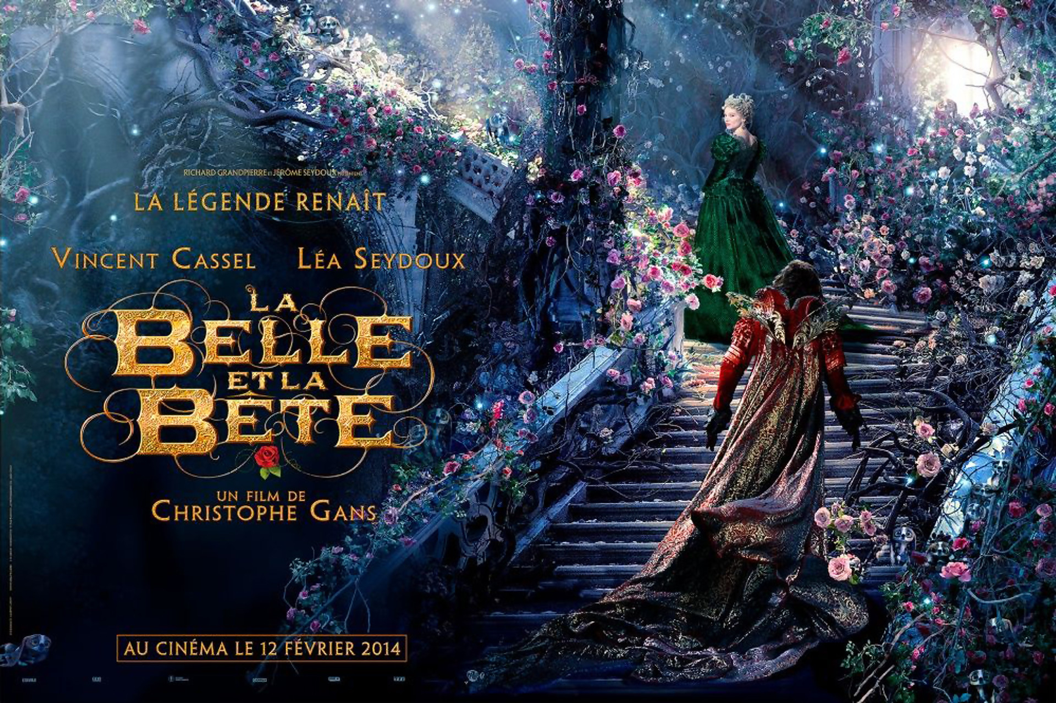 RICHARD GRANDPIERRE ET JÉRÔME SEYDOUX PRÉSENTENT
LA LÉGENDE RENAÎT
VINCENT CASSEL LÉA SEYDOUX
LA
BELLE
ET LA
BÊTE
UN FILM DE
CHRISTOPHE GANS
AU CINÉMA LE 12 FÉVRIER 2014